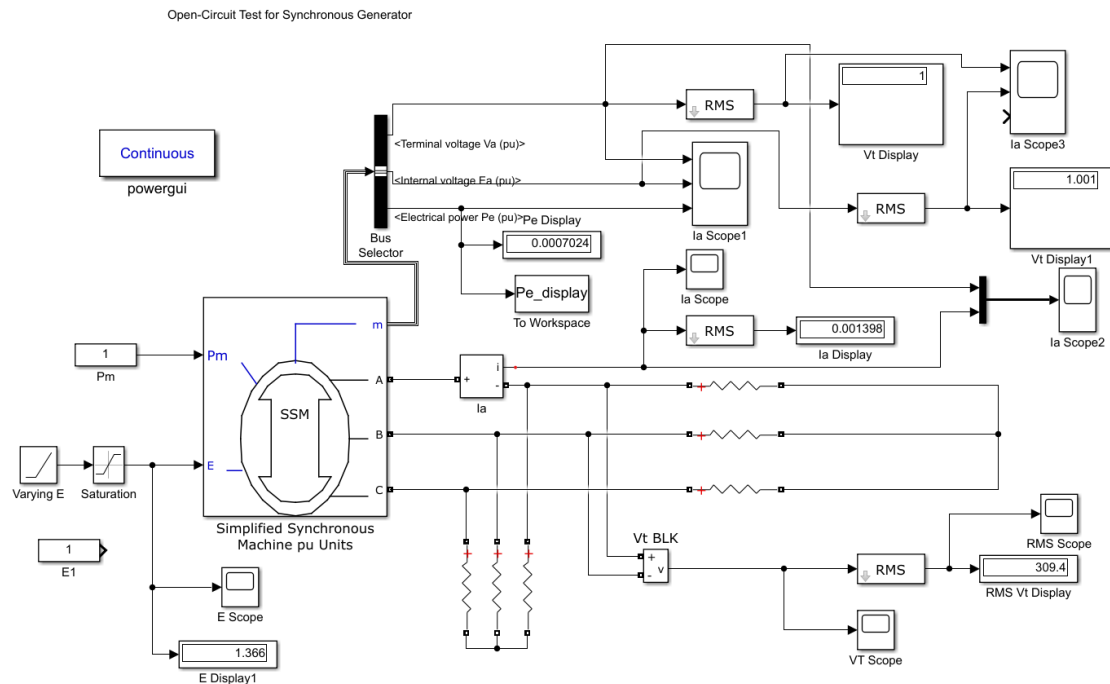 Open-Circuit Test for Synchronous Generator
Continuous
powergui
<Terminal voltage Va (pu)>
<Internal voltage Ea (pu)>
<Electrical power Pe (pu)>
Bus
Selector
RMS
1
Vt Display
Ia Scope3
Ia Scope1
RMS
1.001
Vt Display1
Pe Display
0.0007024
Pe_display
To Workspace
Ia Scope
RMS
0.001398
Ia Display
Ia Scope2
1
Pm
Pm
m
SSM
A
B
C
E
Simplified Synchronous
Machine pu Units
+
i
-
Ia
+
+
+
Varying E
Saturation
1
E1
E Scope
1.366
E Display1
+
+
+
Vt BLK
+
-
v
RMS
RMS Scope
309.4
RMS Vt Display
VT Scope